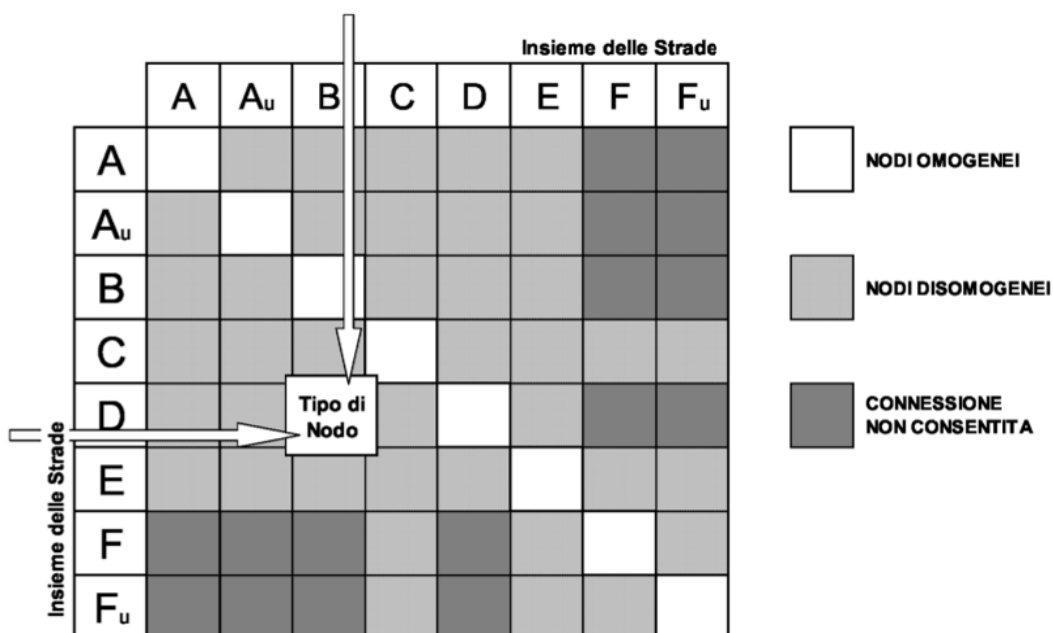 Insieme delle Strade
A Au B C D E F Fu
A
Au
B
C
D
E
F
Fu
Tipo di
Nodo
Insieme delle Strade
NODI OMOGENEI
NODI DISOMOGENEI
CONNESSIONE
NON CONSENTITA